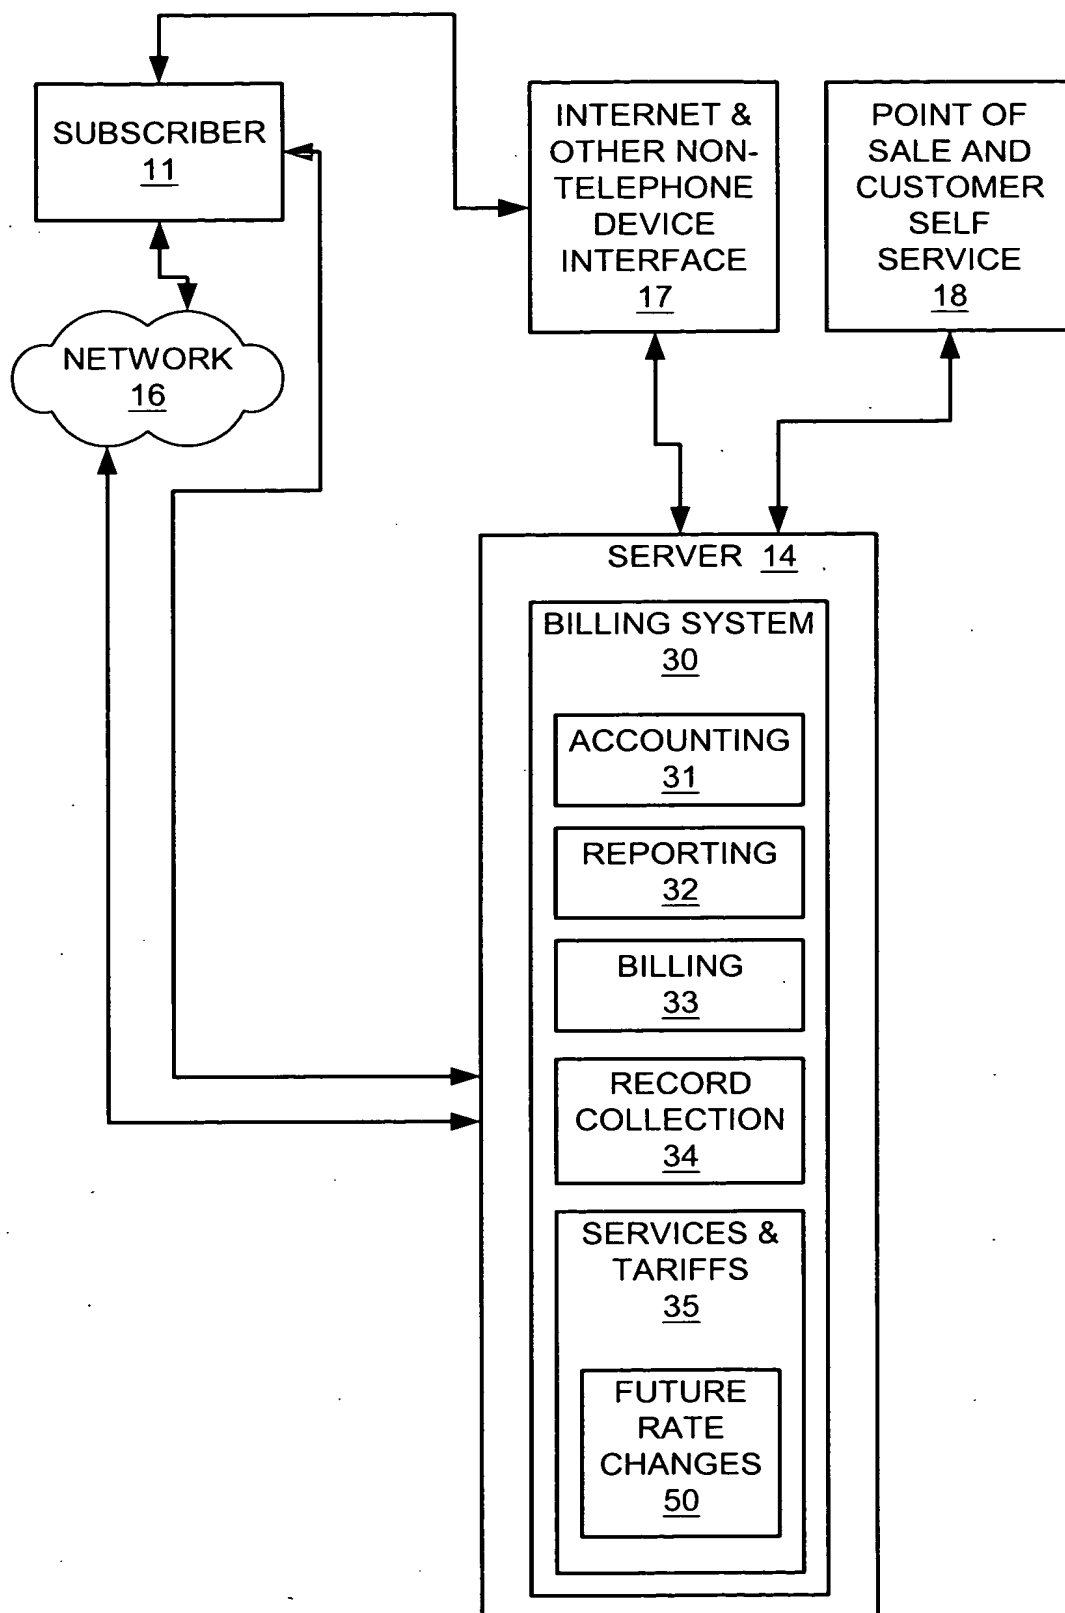 SUBSCRIBER
11
INTERNET &
OTHER NON-
TELEPHONE
DEVICE
INTERFACE
17
POINT OF
SALE AND
CUSTOMER
SELF
SERVICE
18
NETWORK
16
SERVER 14
BILLING SYSTEM
30
ACCOUNTING
31
REPORTING
32
BILLING
33
RECORD
COLLECTION
34
SERVICES &
TARIFFS
35
FUTURE
RATE
CHANGES
50